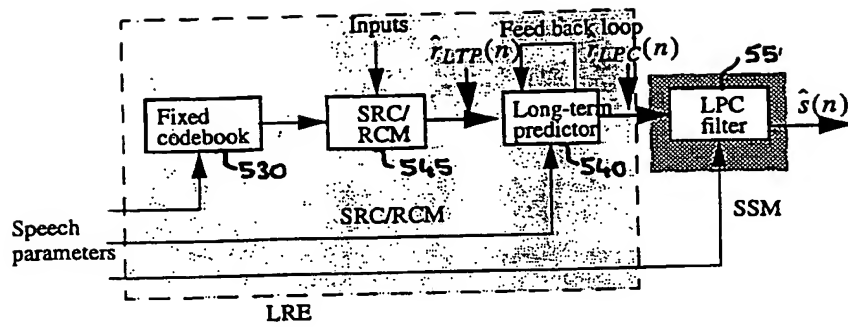 Inputs
Feed back loop
r̂LTP(n)
r̂LPC(n)
Fixed codebook
530
SRC/ RCM
545
Long-term predictor
540
55
LPC filter
ŝ(n)
SRC/RCM
SSM
Speech parameters
LRE